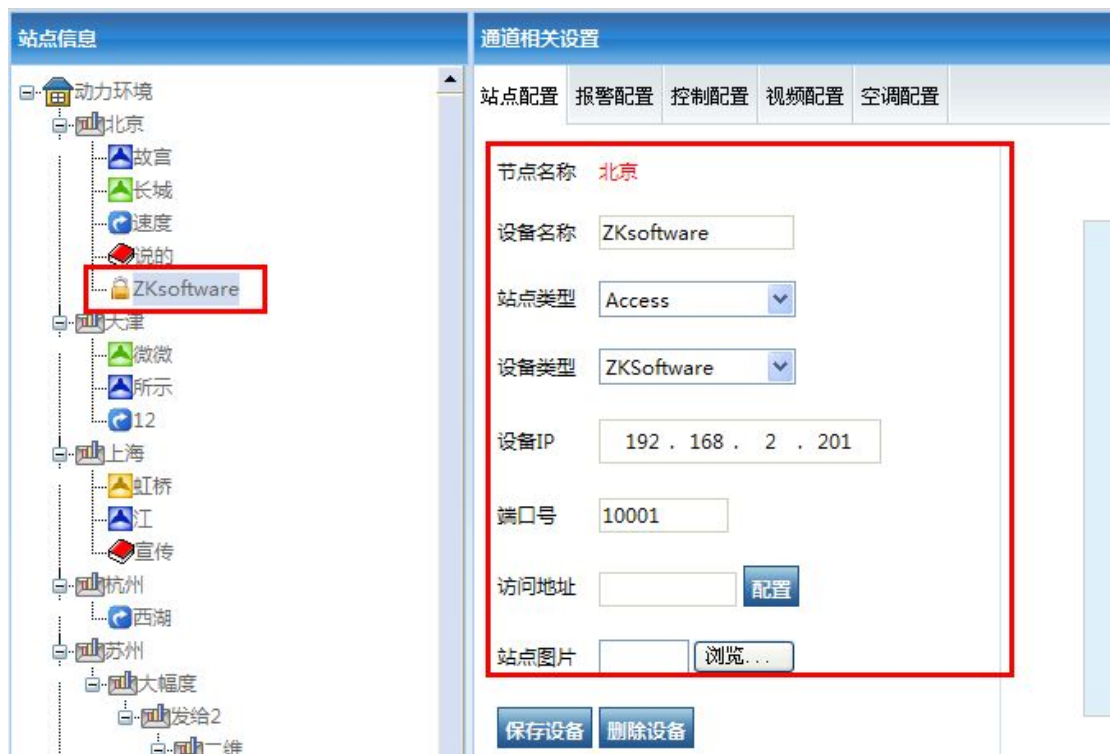 站点信息
动力环境
北京
故宫
长城
速度
说的
ZKsoftware
天津
微微
所示
12
上海
虹桥
江
宣传
杭州
西湖
苏州
大幅度
发给2
二维
通道相关设置
站点配置 报警配置 控制配置 视频配置 空调配置
节点名称 北京
设备名称 ZKsoftware
站点类型 Access
设备类型 ZKSoftware
设备IP 192 . 168 . 2 . 201
端口号 10001
访问地址 配置
站点图片 浏览...
保存设备 删除设备